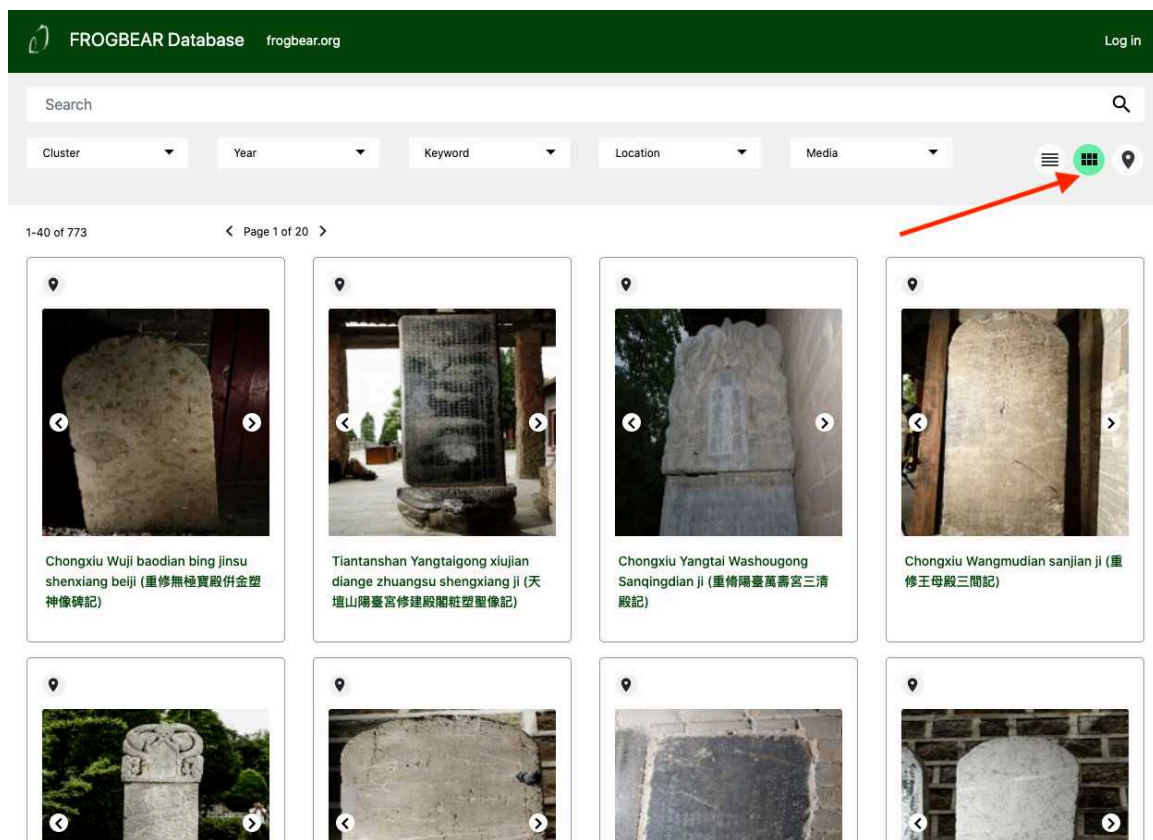 FROGBEAR Database frogbear.org Log in
Search
Cluster Year Keyword Location Media
1-40 of 773 Page 1 of 20
Chongxiu Wuji baodian bing jinsu
shenxiang beiji (重修無極寶殿併金塑
神像碑記)
Tiantanshan Yangtaigong xiujian
diange zhuangsu shengxiang ji (天
壇山陽臺宮修建殿閣粧塑聖像記)
Chongxiu Yangtai Washougong
Sanqingdian ji (重脩陽臺萬壽宮三清
殿記)
Chongxiu Wangmudian sanjian ji (重
修王母殿三間記)